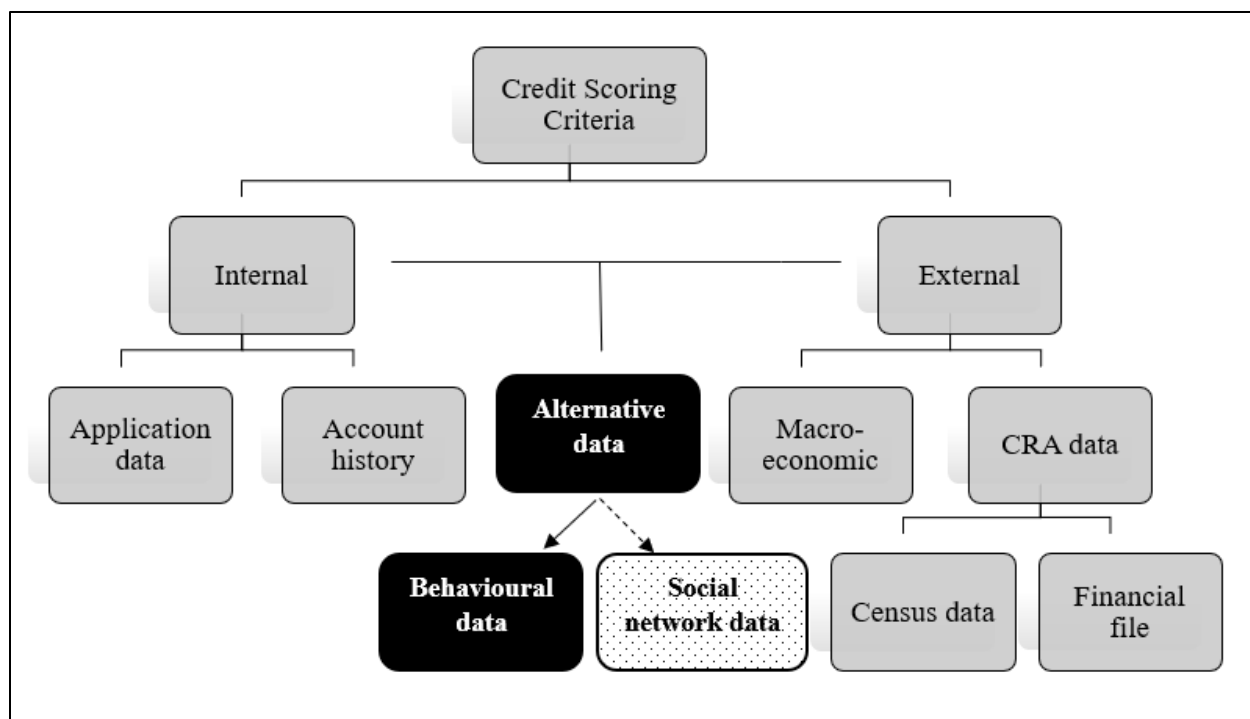 Credit Scoring
Criteria
Internal
External
Application
data
Account
history
Alternative
data
Macro-
economic
CRA data
Behavioural
data
Social
network data
Census data
Financial
file